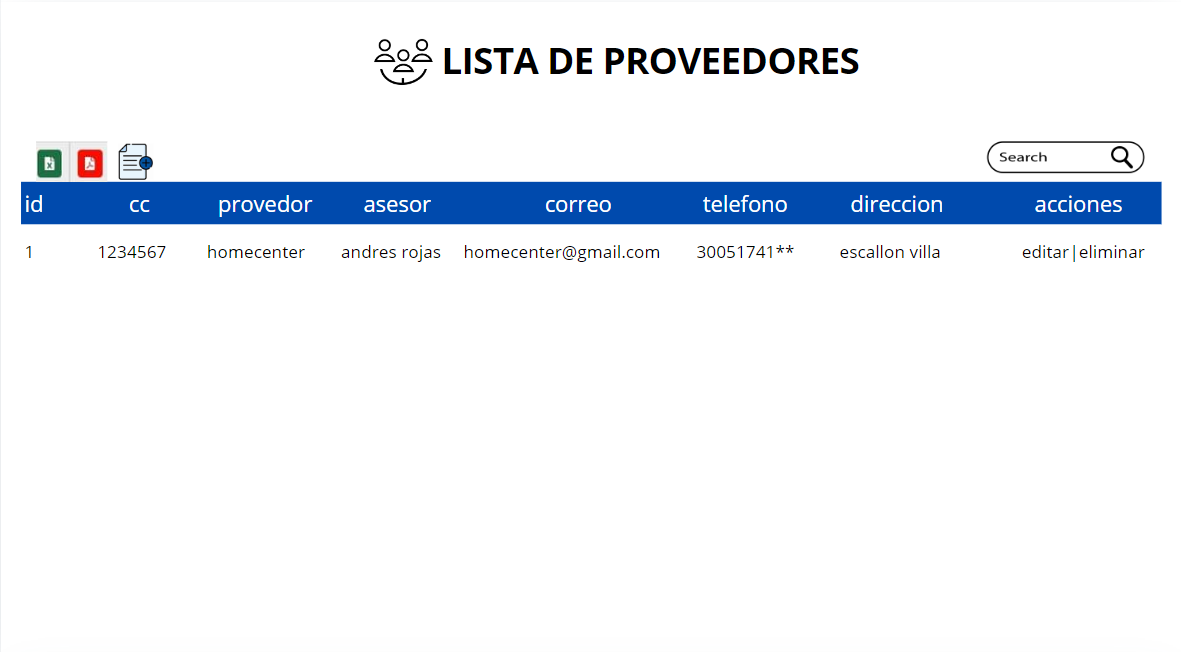 LISTA DE PROVEEDORES
Search
id cc provedor asesor correo telefono direccion acciones
1 1234567 homecenter andres rojas homecenter@gmail.com 30051741** escallon villa editar|eliminar